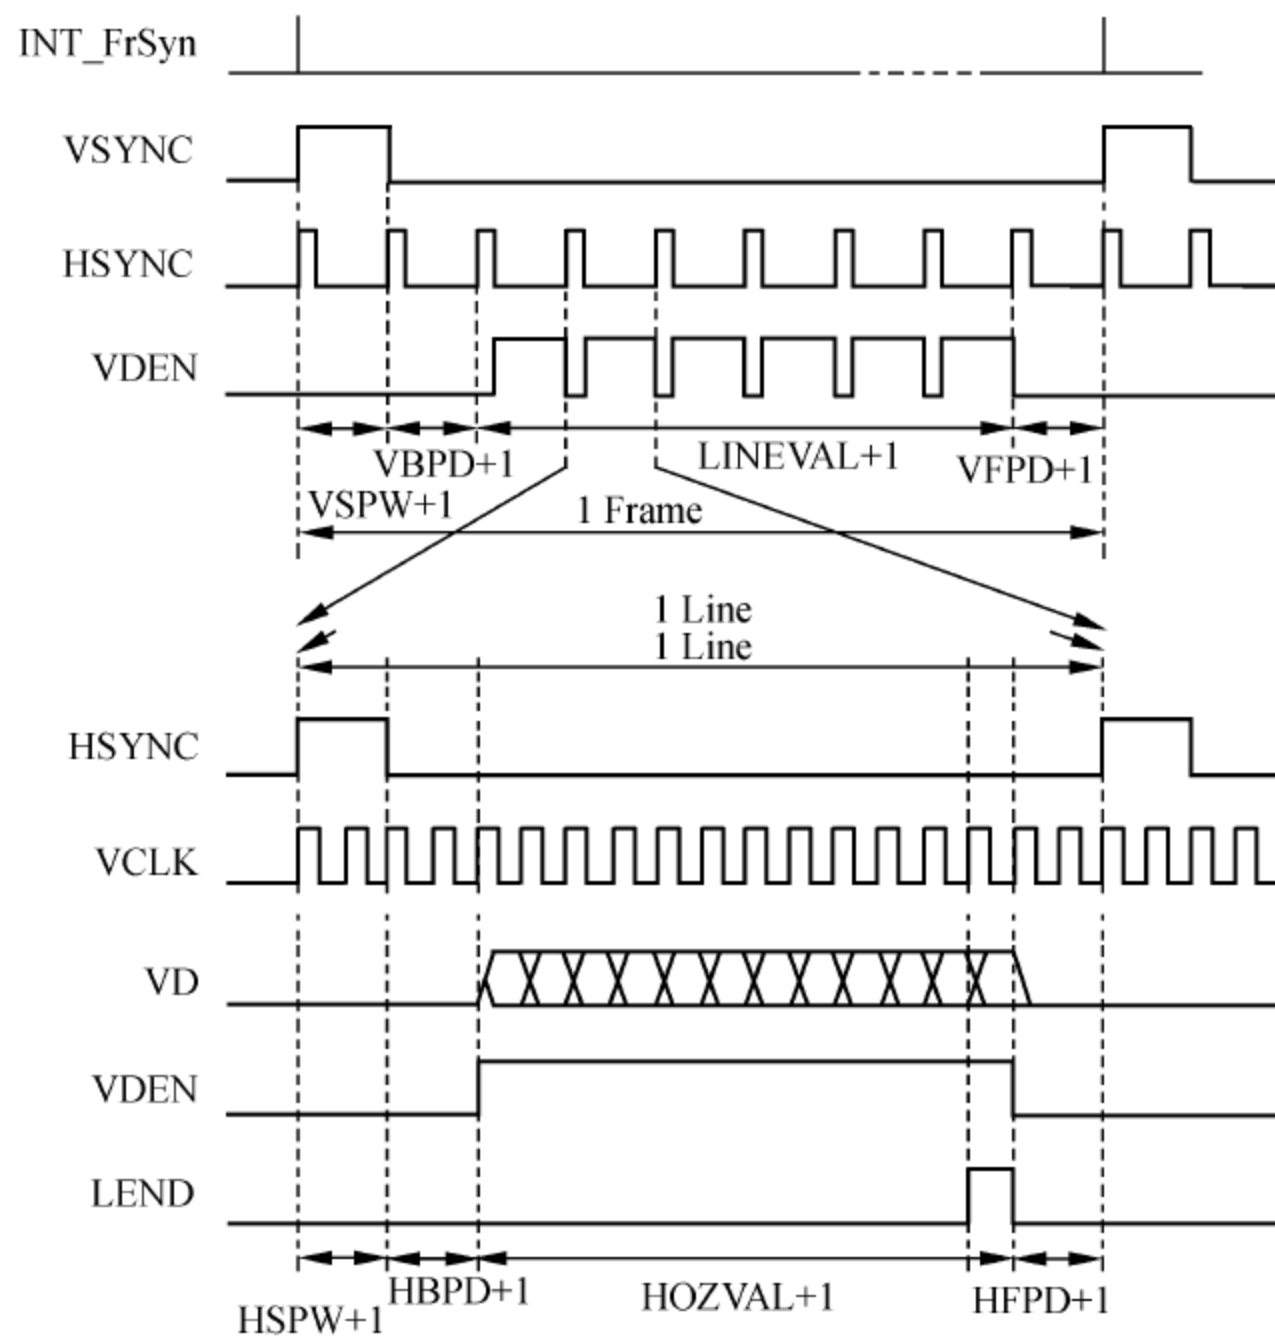 INT_FrSyn
VSYNC
HSYNC
VDEN
VBPD+1
LINEVAL+1
VFPD+1
VSPW+1
1 Frame
1 Line
1 Line
HSYNC
VCLK
VD
VDEN
LEND
HBPD+1
HOZVAL+1
HFPD+1
HSPW+1